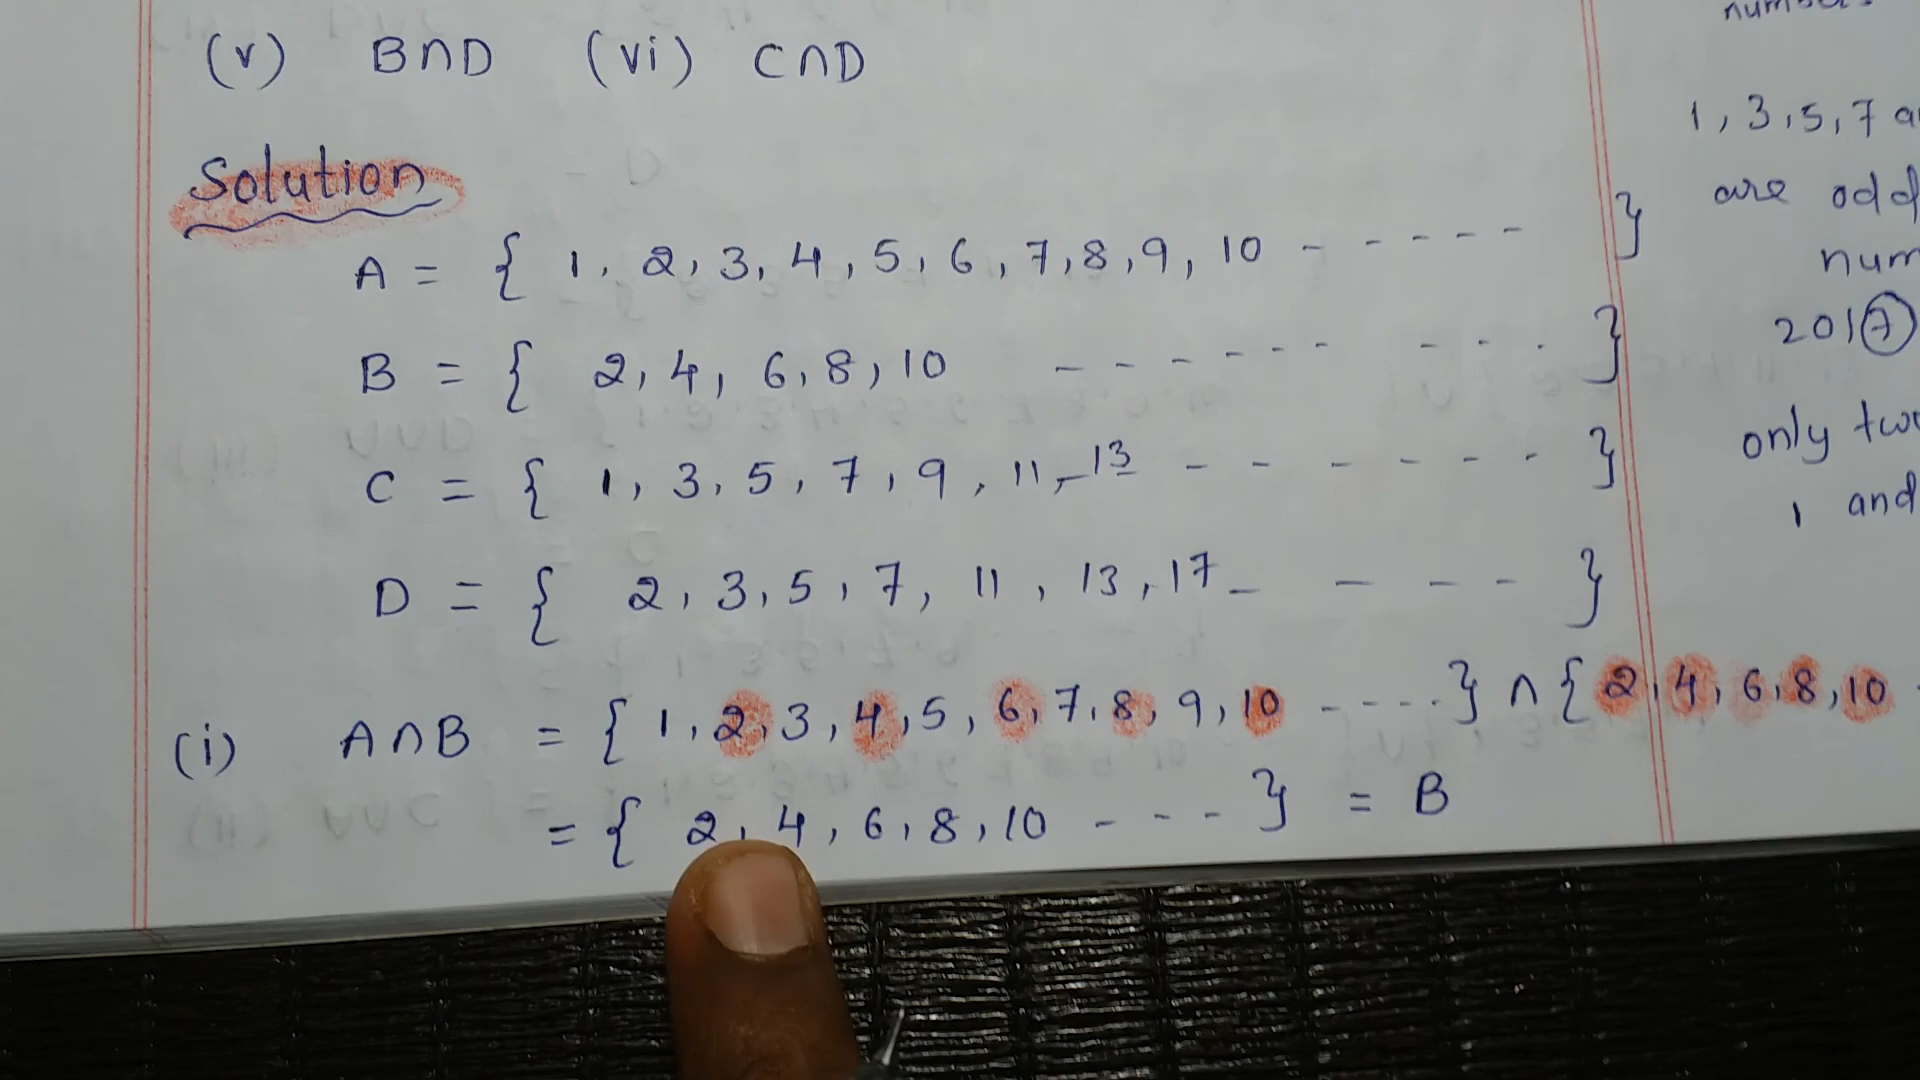 (v) B∩D (vi) C∩D
Solution
A = { 1, 2, 3, 4, 5, 6, 7, 8, 9, 10 - - - - - }
B = { 2, 4, 6, 8, 10 - - - - - - - - - }
C = { 1, 3, 5, 7, 9, 11, 13 - - - - - - }
D = { 2, 3, 5, 7, 11, 13, 17 - - - - }
(i) A∩B = { 1, 2, 3, 4, 5, 6, 7, 8, 9, 10 - - - - } ∩ { 2, 4, 6, 8, 10
= { 2, 4, 6, 8, 10 - - - } = B
1, 3, 5, 7
are odd
2017
only
1 and